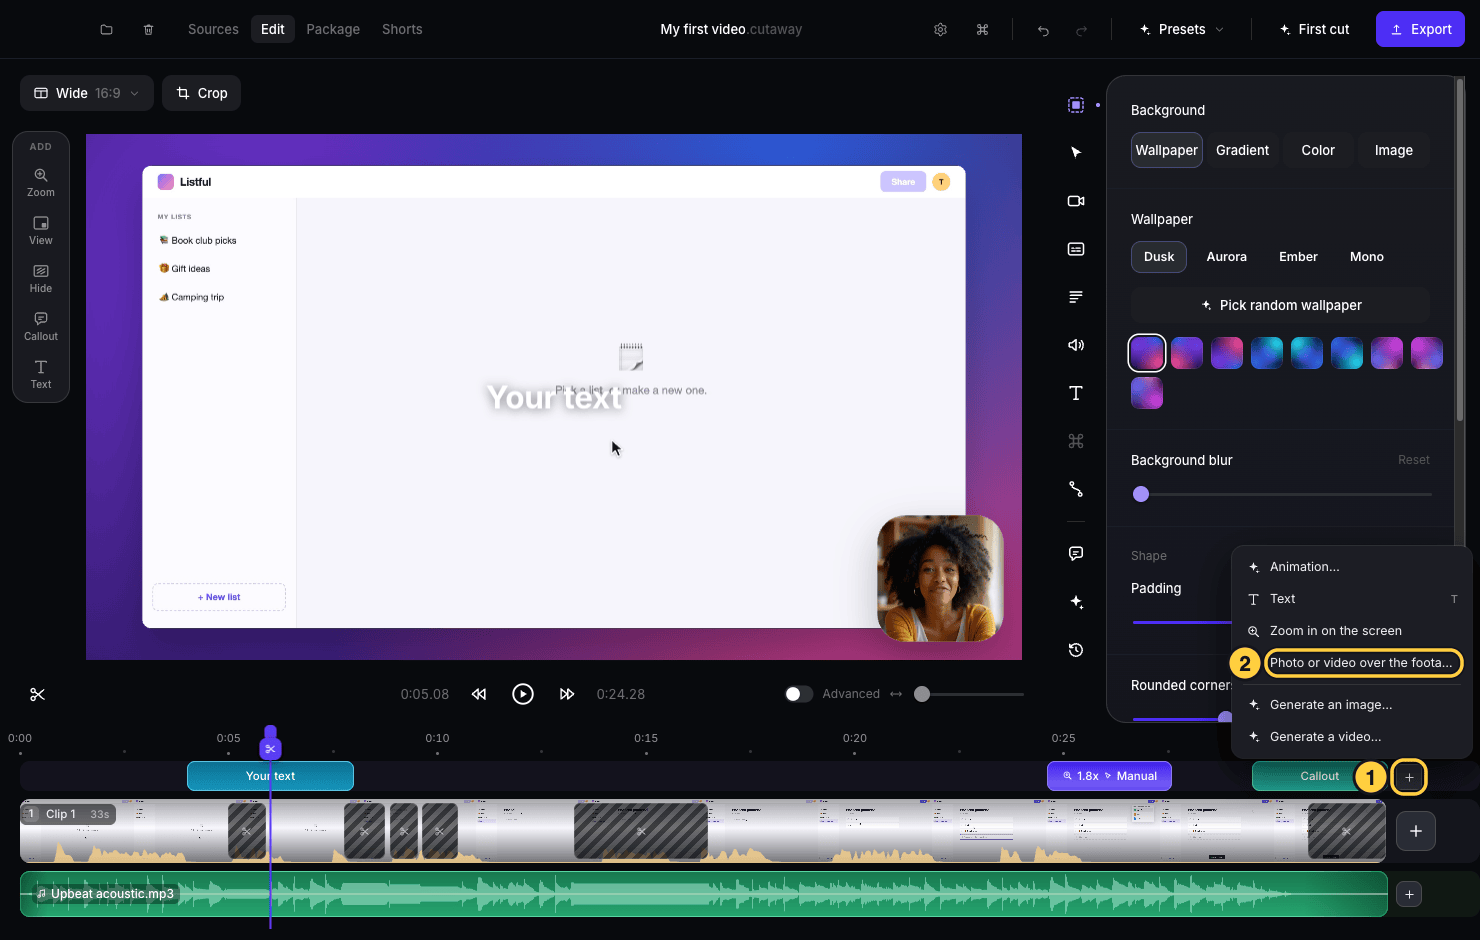 Sources
Edit
Package
Shorts
My first video.cutaway
Presets
First cut
Export
Wide 16:9
Crop
ADD
Zoom
View
Hide
Callout
Text
Listful
Share
T
MY LISTS
Book club picks
Gift ideas
Camping trip
Pick a list, or make a new one.
Your text
+ New list
Background
Wallpaper
Gradient
Color
Image
Wallpaper
Dusk
Aurora
Ember
Mono
Pick random wallpaper
Background blur
Reset
Shape
Padding
Rounded corner
Animation...
Text T
Zoom in on the screen
2 Photo or video over the foota...
Generate an image...
Generate a video...
0:05.08
0:24.28
Advanced
0:00
0:05
0:10
0:15
0:20
0:25
Your text
1.8x Manual
Callout
1
+
1 Clip 1 33s
+
Upbeat acoustic.mp3
+